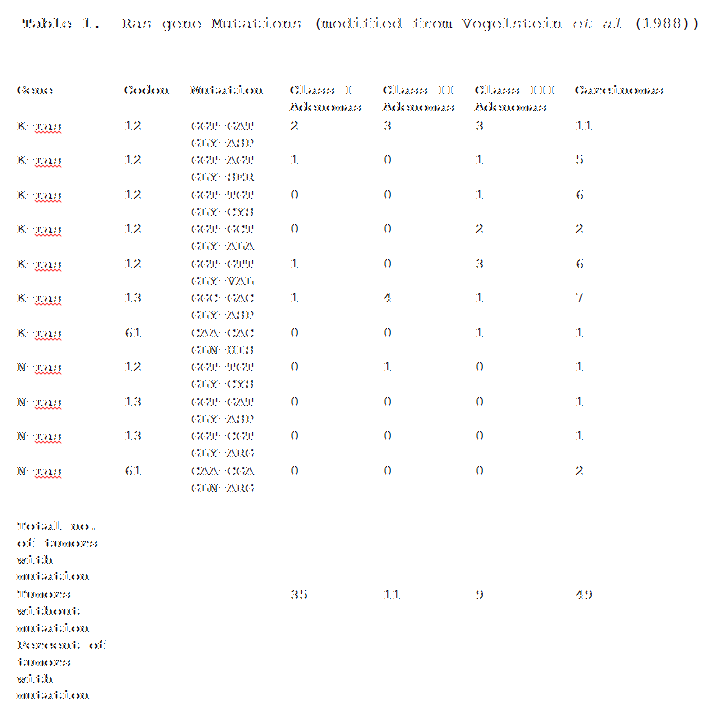 Table 1. Ras gene Mutations (modified from Vogelstein et al (1988))
Gene Codon Mutation Class I Adenomas Class II Adenomas Class III Adenomas Carcinomas
K-ras 12 GGT-GAT 2 3 3 11
GLY-ASP
K-ras 12 GGT-AGT 1 0 1 5
GLY-SER
K-ras 12 GGT-TGT 0 0 1 6
GLY-CYS
K-ras 12 GGT-GCT 0 0 2 2
GLY-ALA
K-ras 12 GGT-GTT 1 0 3 6
GLY-VAL
K-ras 13 GGC-GAC 1 4 1 7
GLY-ASP
K-ras 61 CAA-CAC 0 0 1 1
GLN-HIS
N-ras 12 GGT-TGT 0 1 0 1
GLY-CYS
N-ras 13 GGT-GAT 0 0 0 1
GLY-ASP
N-ras 13 GGT-CGT 0 0 0 1
GLY-ARG
N-ras 61 CAA-CGA 0 0 0 2
GLN-ARG
Total no.
of tumors
with
mutation
Tumors 35 11 9 49
without
mutation
Percent of
tumors
with
mutation